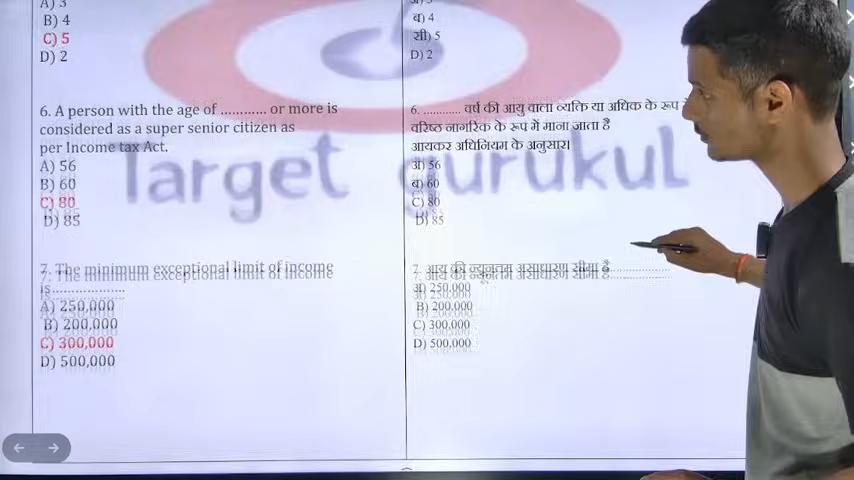 A) 3
B) 4
C) 5
D) 2
6. A person with the age of ............ or more is
considered as a super senior citizen as
per Income tax Act.
A) 56
B) 60
C) 80
D) 85
7. The minimum exceptional limit of income
is..................
A) 250,000
B) 200,000
C) 300,000
D) 500,000
ब) 4
सी) 5
D) 2
6. ............ वर्ष की आयु वाला व्यक्ति या अधिक के रूप
वरिष्ठ नागरिक के रूप में माना जाता है
आयकर अधिनियम के अनुसार।
अ) 56
ब) 60
C) 80
D) 85
7. आय की न्यूनतम असाधारण सीमा है..................
अ) 250,000
B) 200,000
C) 300,000
D) 500,000
Target gurukul